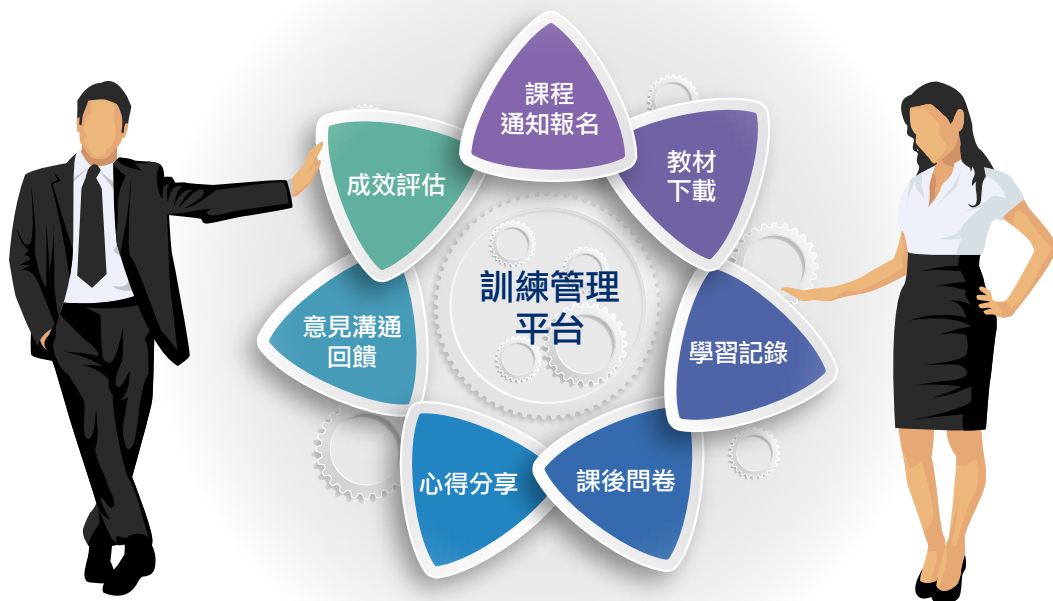 課程
通知報名
教材
下載
學習記錄
課後問卷
心得分享
意見溝通
回饋
成效評估
訓練管理
平台